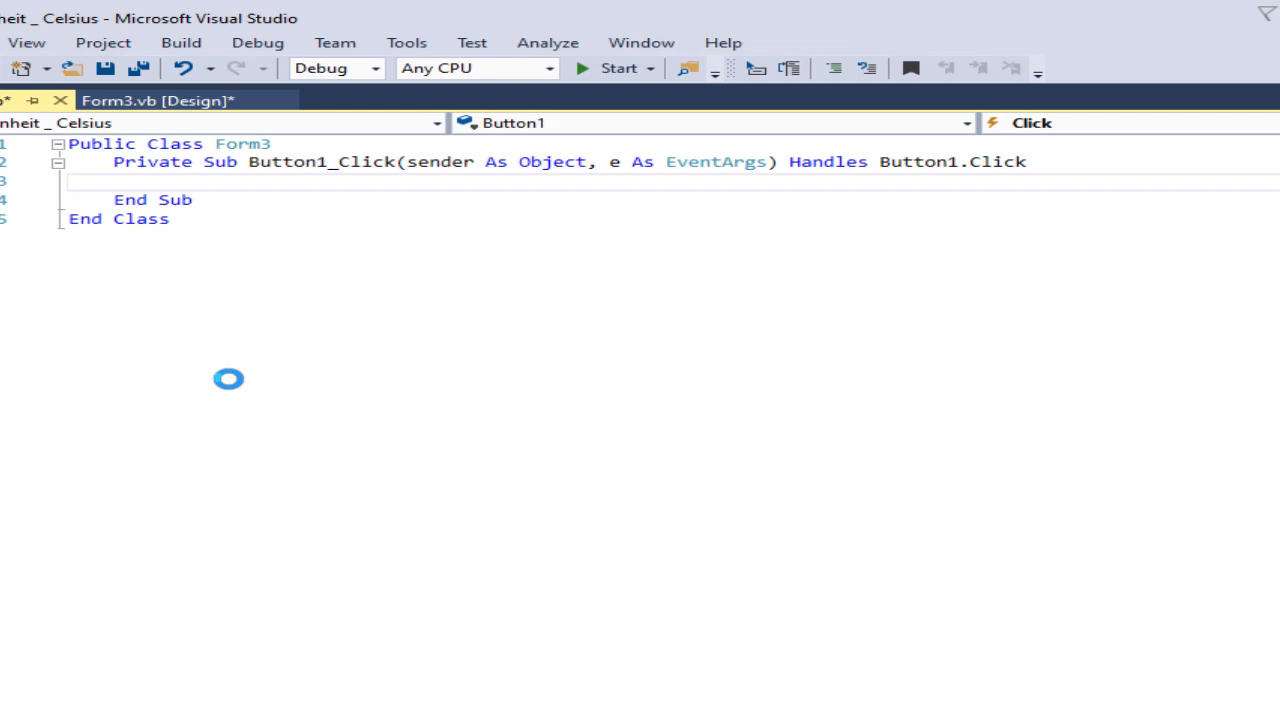 heit _ Celsius - Microsoft Visual Studio
View Project Build Debug Team Tools Test Analyze Window Help
Debug Any CPU Start
Form3.vb [Design]*
nheit _ Celsius Button1 Click
1 Public Class Form3
2 Private Sub Button1_Click(sender As Object, e As EventArgs) Handles Button1.Click
3
4 End Sub
5 End Class